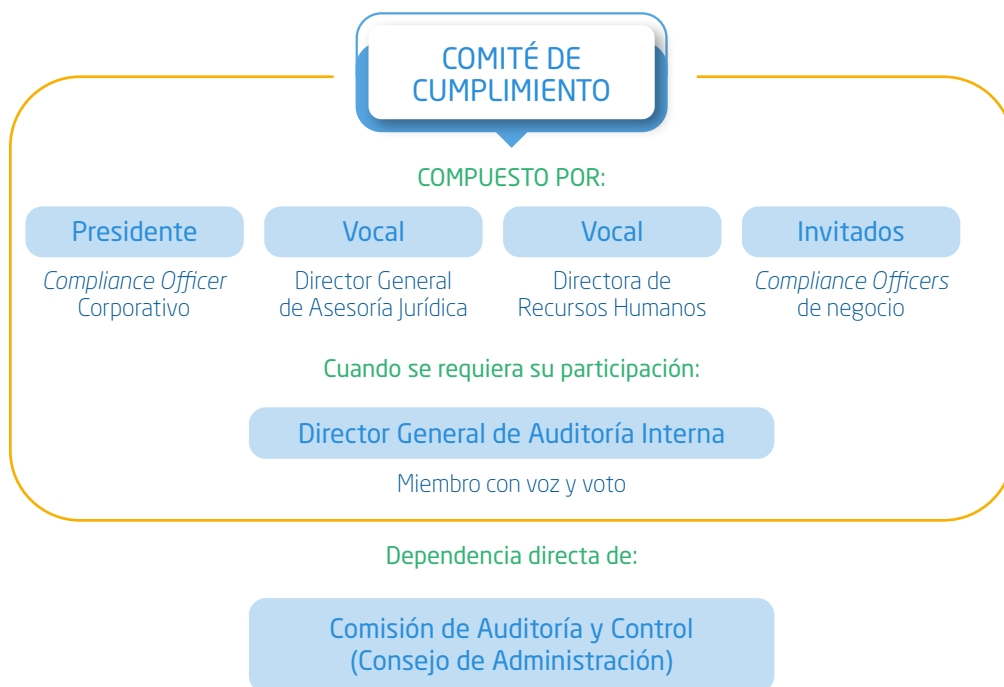 COMITÉ DE
CUMPLIMIENTO
COMPUESTO POR:
Presidente
Compliance Officer
Corporativo
Vocal
Director General
de Asesoría Jurídica
Vocal
Directora de
Recursos Humanos
Invitados
Compliance Officers
de negocio
Cuando se requiera su participación:
Director General de Auditoría Interna
Miembro con voz y voto
Dependencia directa de:
Comisión de Auditoría y Control
(Consejo de Administración)